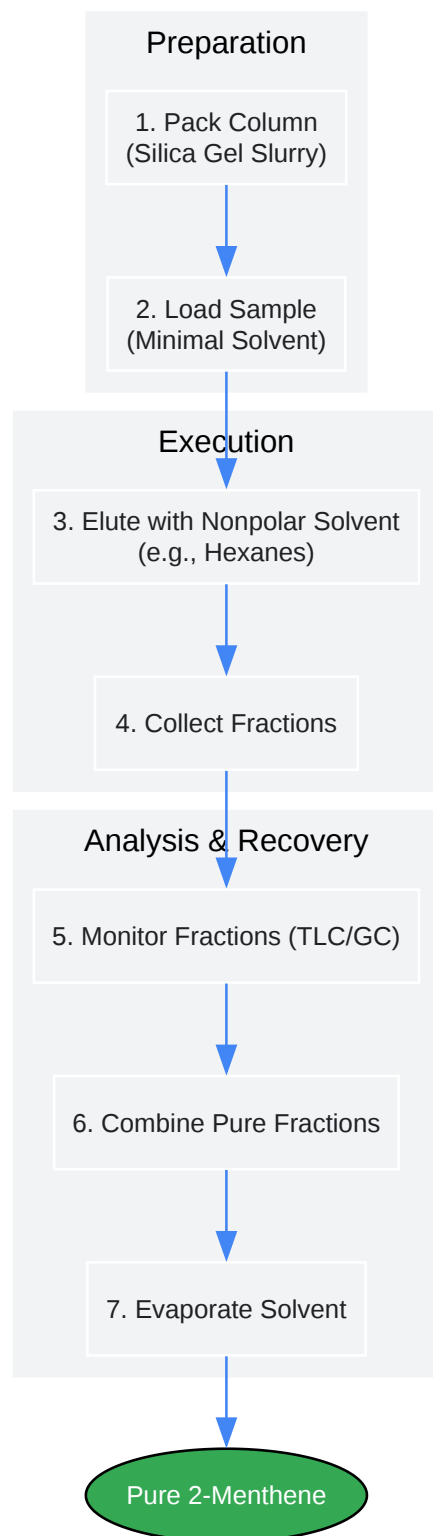 Preparation
1. Pack Column
(Silica Gel Slurry)
2. Load Sample
(Minimal Solvent)
Execution
3. Elute with Nonpolar Solvent
(e.g., Hexanes)
4. Collect Fractions
Analysis & Recovery
5. Monitor Fractions (TLC/GC)
6. Combine Pure Fractions
7. Evaporate Solvent
Pure 2-Menthene